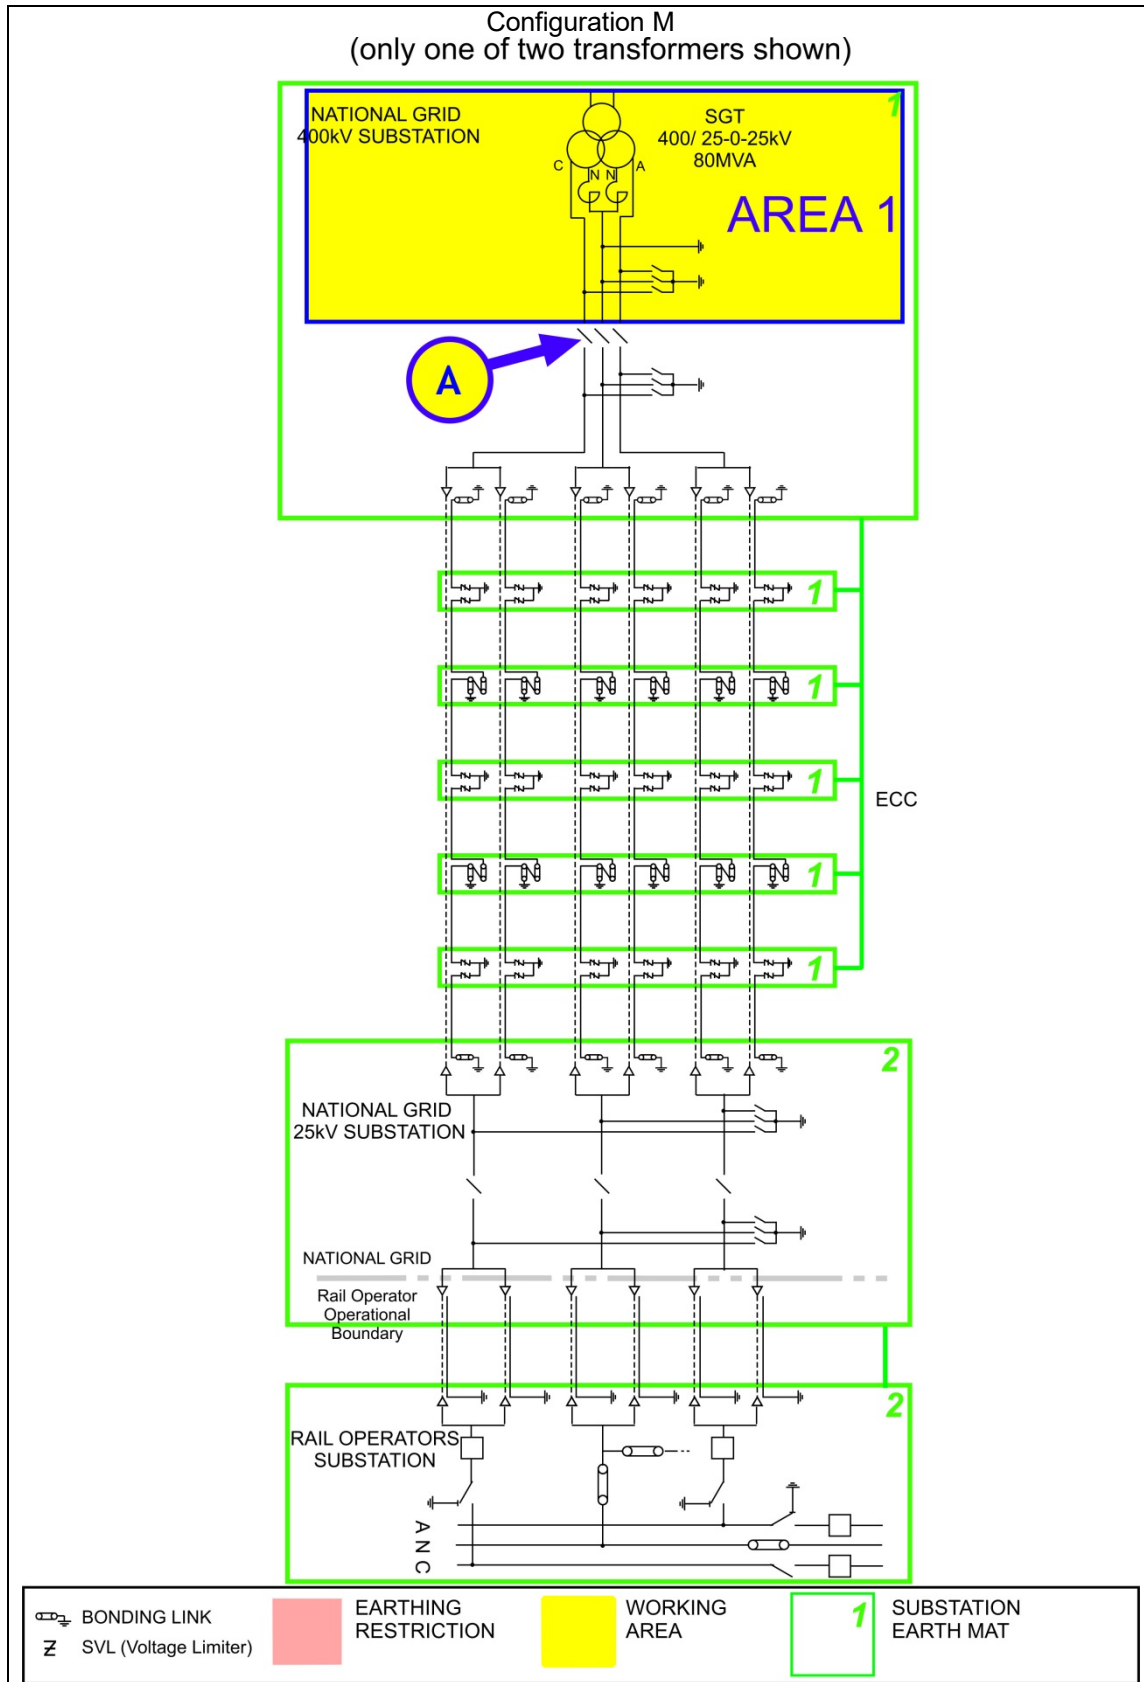 Configuration M
(only one of two transformers shown)
1
NATIONAL GRID
400kV SUBSTATION
SGT
400/ 25-0-25kV
80MVA
C
N N
A
AREA 1
A
1
1
1
ECC
1
1
2
NATIONAL GRID
25kV SUBSTATION
NATIONAL GRID
Rail Operator
Operational
Boundary
2
RAIL OPERATORS
SUBSTATION
A
N
C
BONDING LINK
SVL (Voltage Limiter)
EARTHING
RESTRICTION
WORKING
AREA
1
SUBSTATION
EARTH MAT